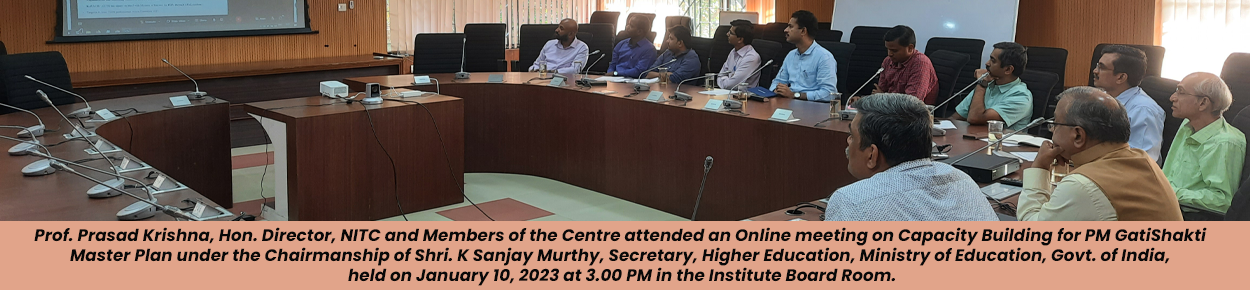 Prof. Prasad Krishna, Hon. Director, NITC and Members of the Centre attended an Online meeting on Capacity Building for PM GatiShakti
Master Plan under the Chairmanship of Shri. K Sanjay Murthy, Secretary, Higher Education, Ministry of Education, Govt. of India,
held on January 10, 2023 at 3.00 PM in the Institute Board Room.